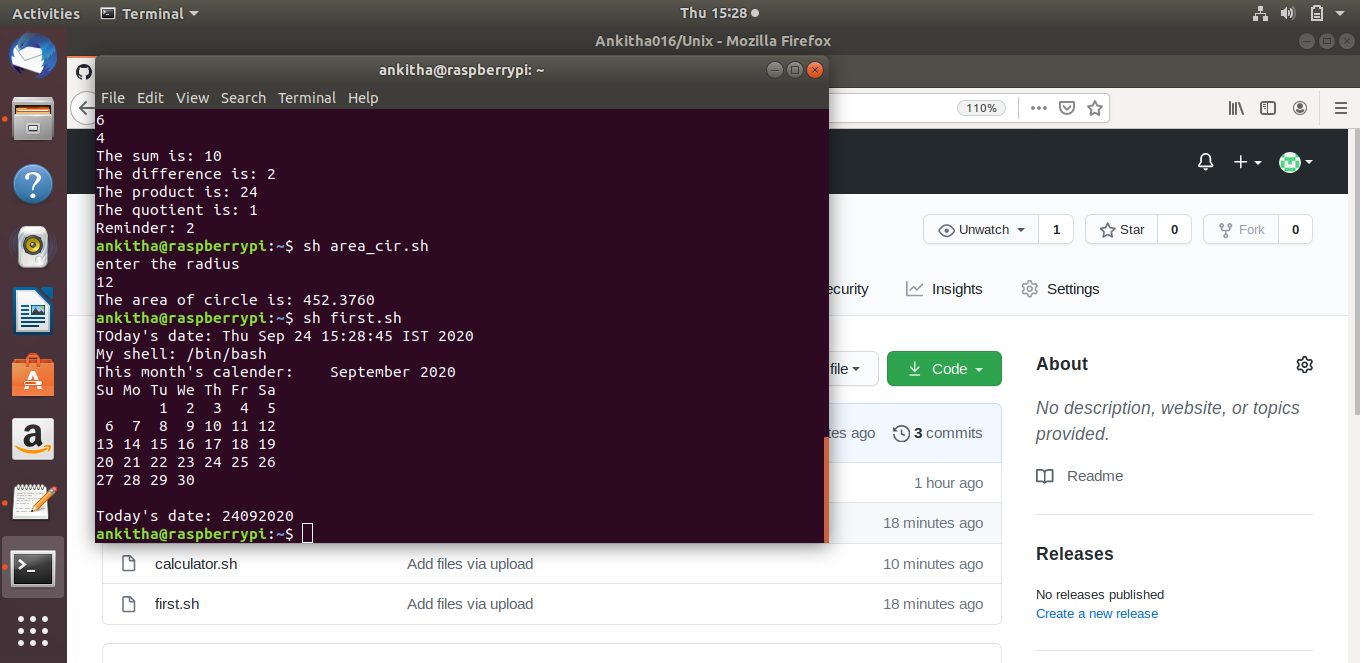 Activities Terminal Thu 15:28
Ankitha016/Unix - Mozilla Firefox
ankitha@raspberrypi: ~
File Edit View Search Terminal Help
110%
6
4
The sum is: 10
The difference is: 2
The product is: 24
The quotient is: 1
Reminder: 2
ankitha@raspberrypi:~$ sh area_cir.sh
enter the radius
12
The area of circle is: 452.3760
ankitha@raspberrypi:~$ sh first.sh
TOday's date: Thu Sep 24 15:28:45 IST 2020
My shell: /bin/bash
This month's calender:    September 2020
Su Mo Tu We Th Fr Sa
       1  2  3  4  5
 6  7  8  9 10 11 12
13 14 15 16 17 18 19
20 21 22 23 24 25 26
27 28 29 30
Today's date: 24092020
ankitha@raspberrypi:~$
Unwatch 1 Star 0 Fork 0
ecurity Insights Settings
file Code
tes ago 3 commits
1 hour ago
18 minutes ago
calculator.sh Add files via upload 10 minutes ago
first.sh Add files via upload 18 minutes ago
About
No description, website, or topics
provided.
Readme
Releases
No releases published
Create a new release